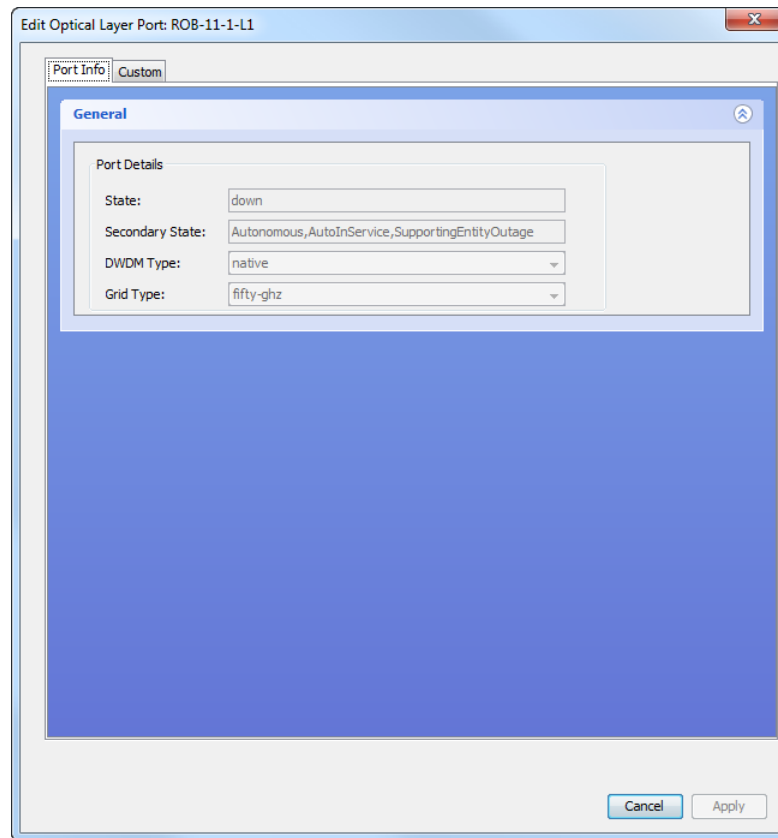 Edit Optical Layer Port: ROB-11-1-L1
Port Info Custom
General
Port Details
State: down
Secondary State: Autonomous,AutoInService,SupportingEntityOutage
DWDM Type: native
Grid Type: fifty-ghz
Cancel Apply